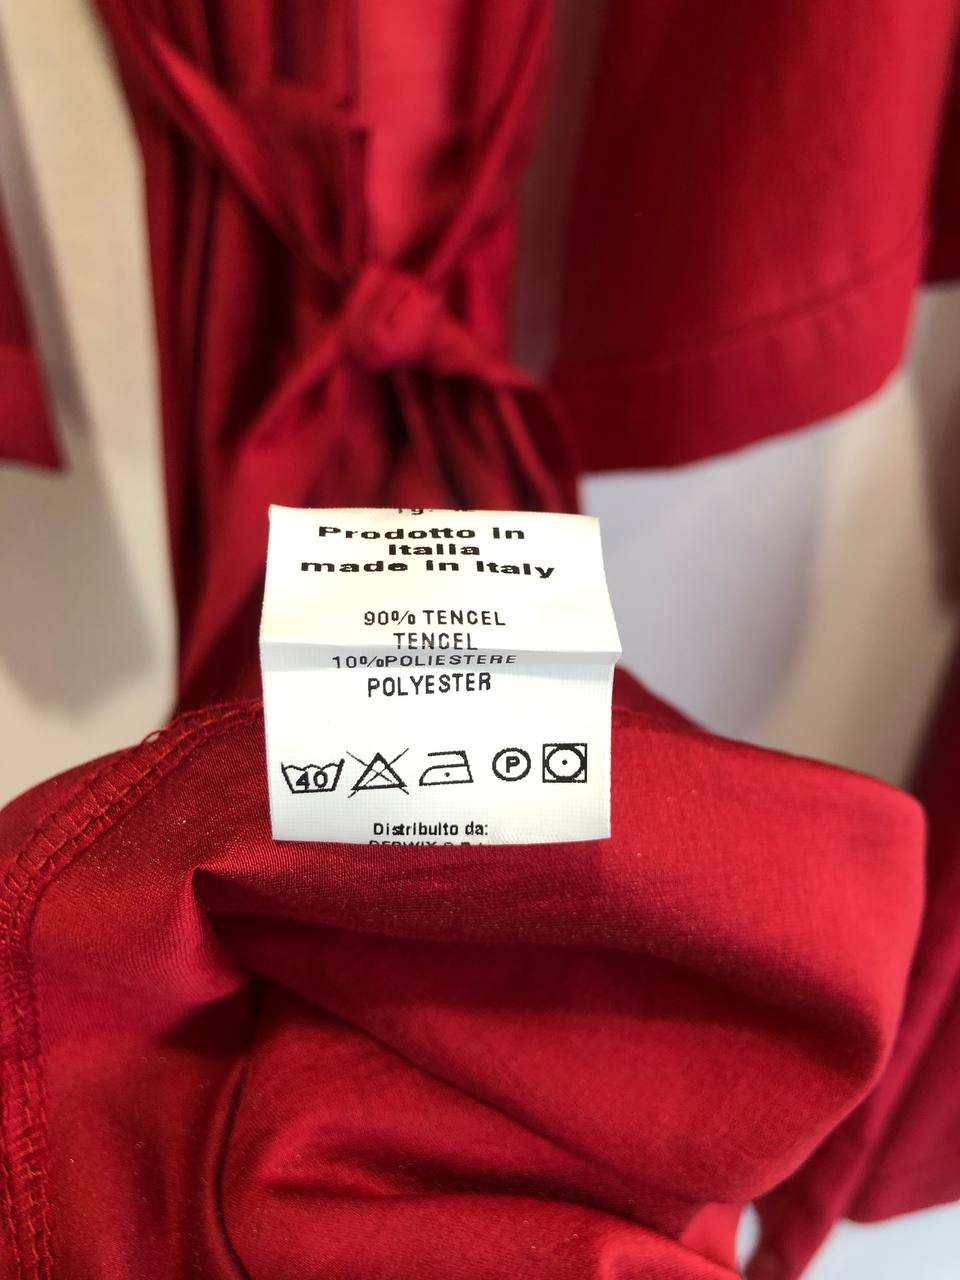 Prodotto in
Italia
made in Italy
90% TENCEL
TENCEL
10%POLIESTERE
POLYESTER
40
P
Distribuito da: